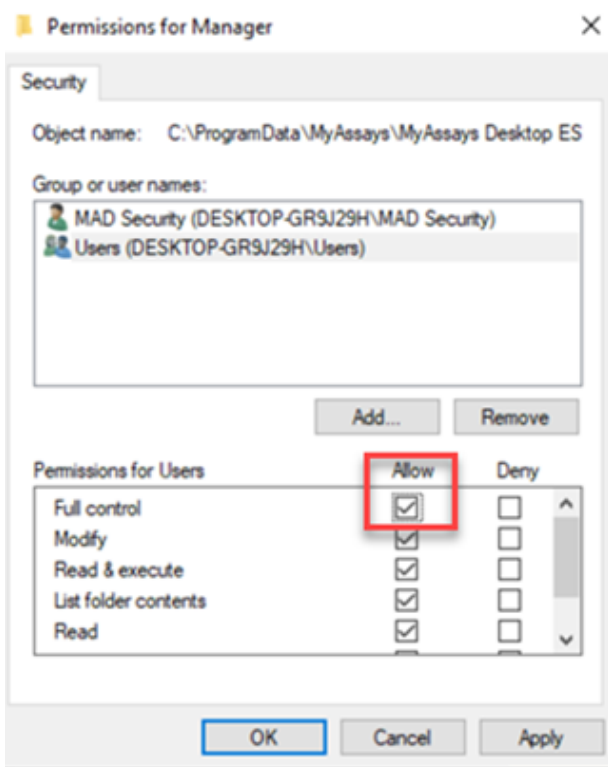 Permissions for Manager
Security
Object name: C:\ProgramData\MyAssays\MyAssays Desktop ES
Group or user names:
MAD Security (DESKTOP-GR9J29H\MAD Security)
Users (DESKTOP-GR9J29H\Users)
Add... Remove
Permissions for Users Allow Deny
Full control
Modify
Read & execute
List folder contents
Read
OK Cancel Apply